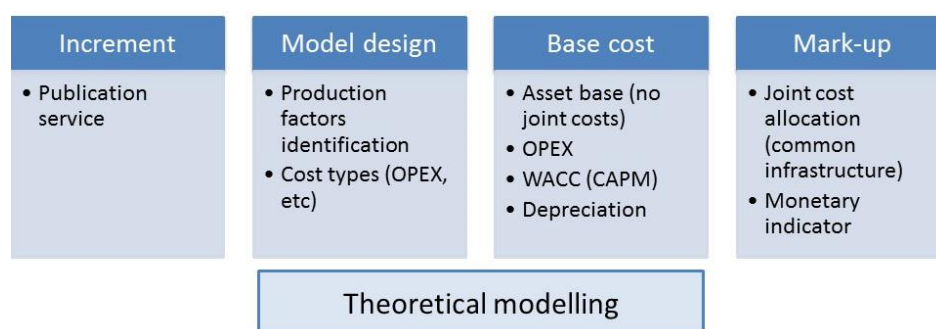 Increment
• Publication
service
Model design
• Production
factors
identification
• Cost types (OPEX,
etc)
Base cost
• Asset base (no
joint costs)
• OPEX
• WACC (CAPM)
• Depreciation
Mark-up
• Joint cost
allocation
(common
infrastructure)
• Monetary
indicator
Theoretical modelling